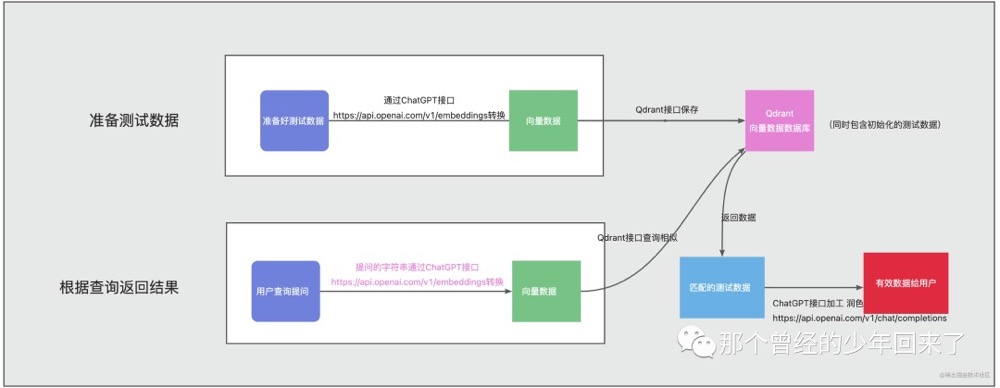 准备测试数据
准备好测试数据
通过ChatGPT接口
https://api.openai.com/v1/embeddings转换
向量数据
Qdrant接口保存
Qdrant
向量数据数据库
(同时包含初始化的测试数据)
根据查询返回结果
用户查询提问
提问的字符串通过ChatGPT接口
https://api.openai.com/v1/embeddings转换
向量数据
Qdrant接口查询相似
返回数据
匹配的测试数据
ChatGPT接口加工 润色
https://api.openai.com/v1/chat/completions
有效数据给用户
那个曾经的少年回来了
@稀土掘金技术社区